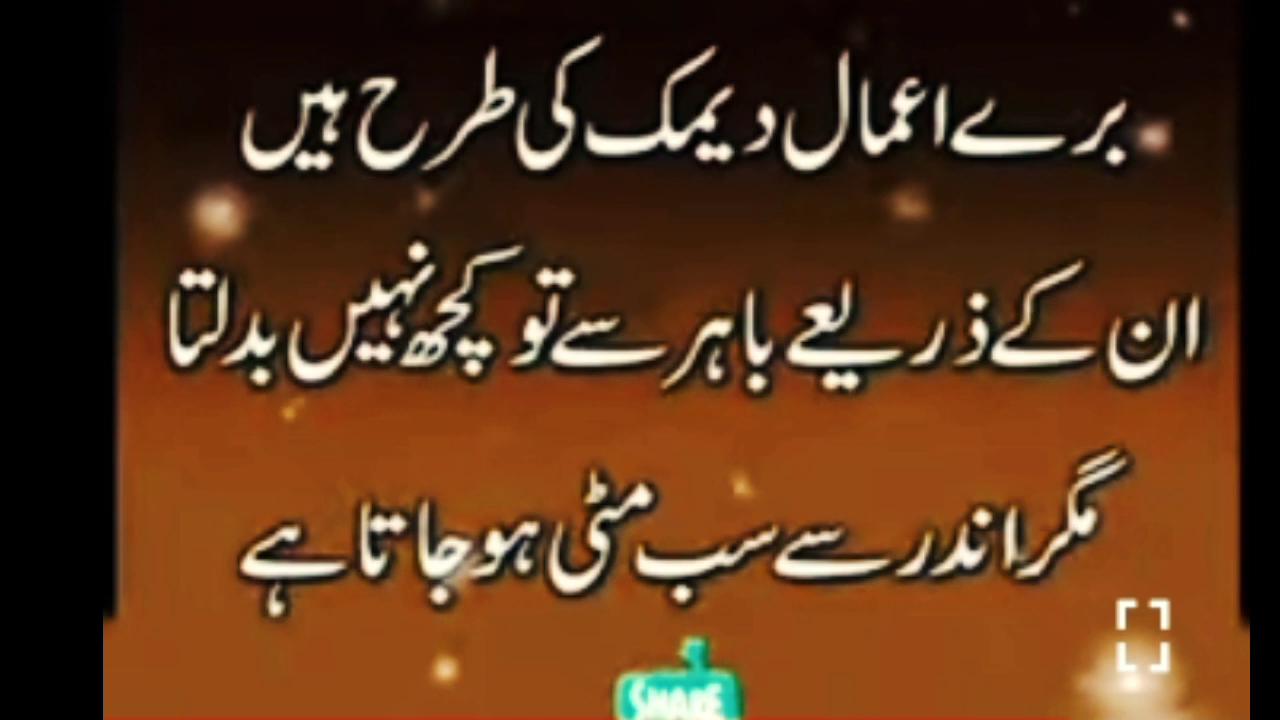 برے اعمال دیمک کی طرح ہیں
ان کے ذریعے باہر سے تو کچھ نہیں بدلتا
مگر اندر سے سب مٹی ہو جاتا ہے
SHARE